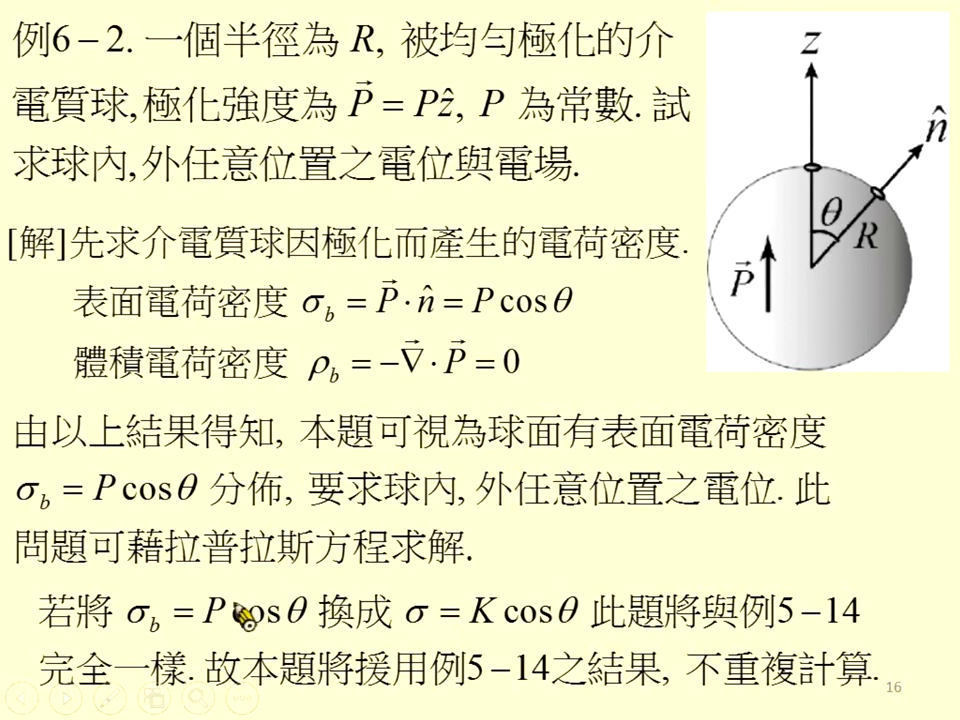 例6 − 2. 一個半徑為 R, 被均勻極化的介
電質球,極化強度為 P⃗ = Pẑ, P 為常數. 試
求球內,外任意位置之電位與電場.
z
n̂
θ
R
P⃗
[解]先求介電質球因極化而產生的電荷密度.
表面電荷密度 σ_b = P⃗ · n̂ = P cos θ
體積電荷密度 ρ_b = −∇⃗ · P⃗ = 0
由以上結果得知, 本題可視為球面有表面電荷密度
σ_b = P cos θ 分佈, 要求球內, 外任意位置之電位. 此
問題可藉拉普拉斯方程求解.
若將 σ_b = P cos θ 換成 σ = K cos θ 此題將與例5 − 14
完全一樣. 故本題將援用例5 − 14之結果, 不重複計算.
16